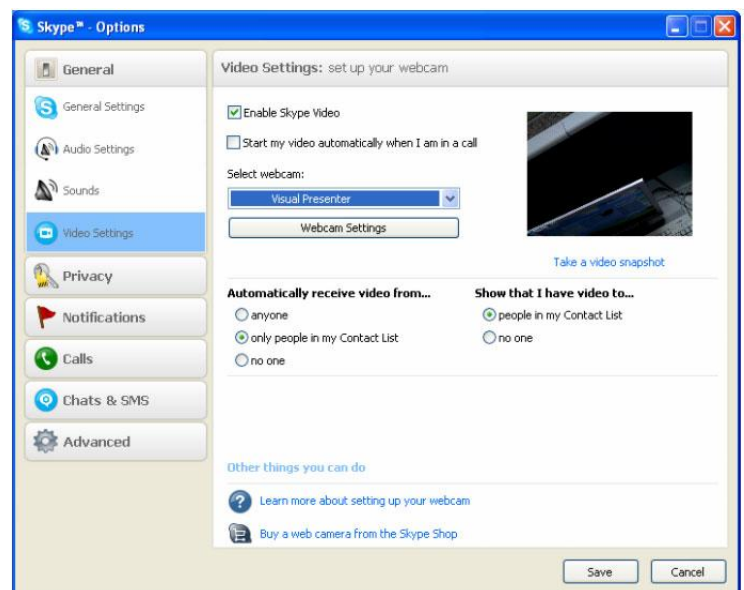 Skype™ - Options
General
General Settings
Audio Settings
Sounds
Video Settings
Privacy
Notifications
Calls
Chats & SMS
Advanced
Video Settings: set up your webcam
Enable Skype Video
Start my video automatically when I am in a call
Select webcam:
Visual Presenter
Webcam Settings
Take a video snapshot
Automatically receive video from...
anyone
only people in my Contact List
no one
Show that I have video to...
people in my Contact List
no one
Other things you can do
Learn more about setting up your webcam
Buy a web camera from the Skype Shop
Save
Cancel